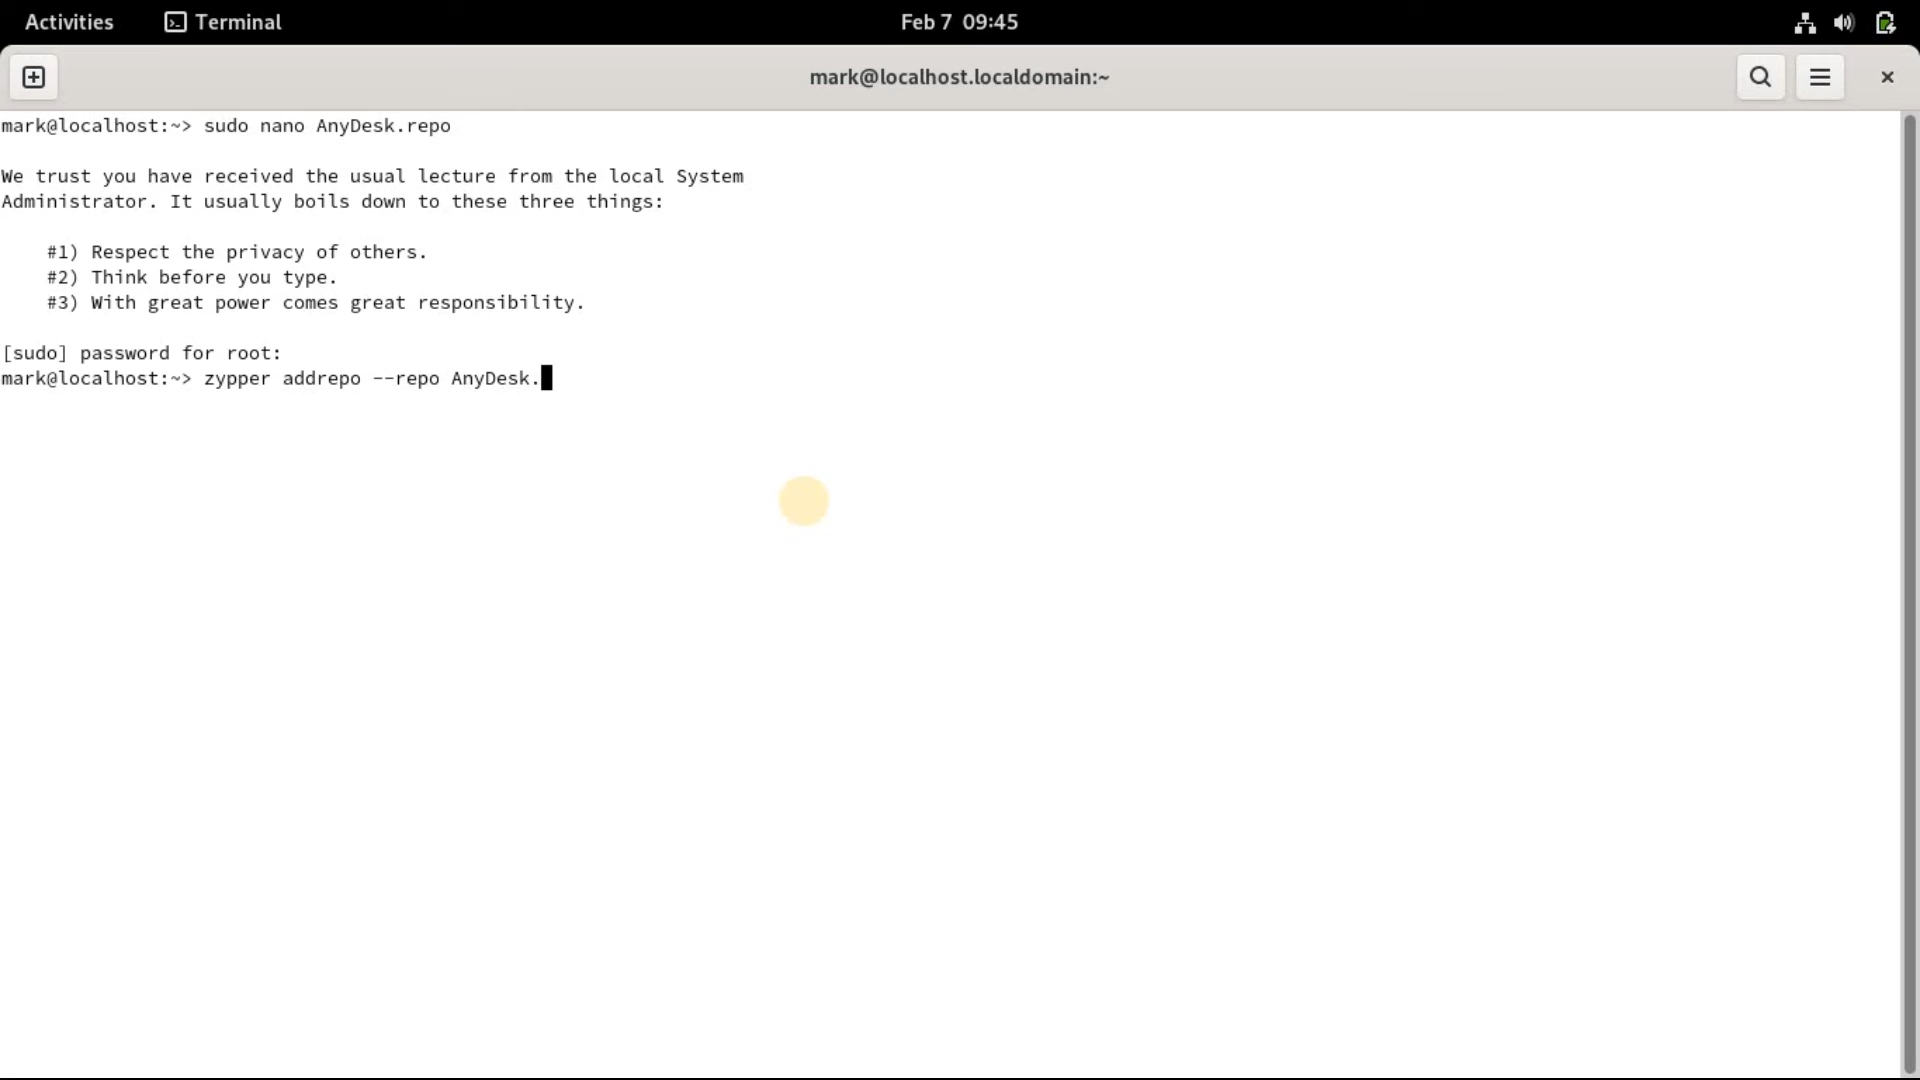 Activities Terminal Feb 7 09:45
mark@localhost.localdomain:~
mark@localhost:~> sudo nano AnyDesk.repo
We trust you have received the usual lecture from the local System
Administrator. It usually boils down to these three things:
#1) Respect the privacy of others.
#2) Think before you type.
#3) With great power comes great responsibility.
[sudo] password for root:
mark@localhost:~> zypper addrepo --repo AnyDesk.